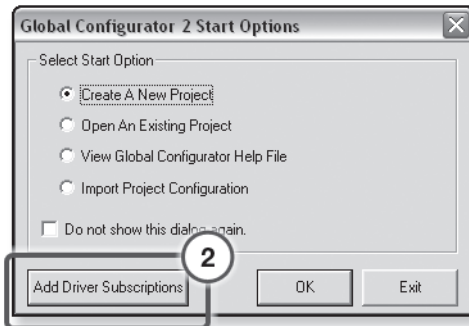 Global Configurator 2 Start Options
Select Start Option
Create A New Project
Open An Existing Project
View Global Configurator Help File
Import Project Configuration
Do not show this dialog again.
2
Add Driver Subscriptions
OK
Exit